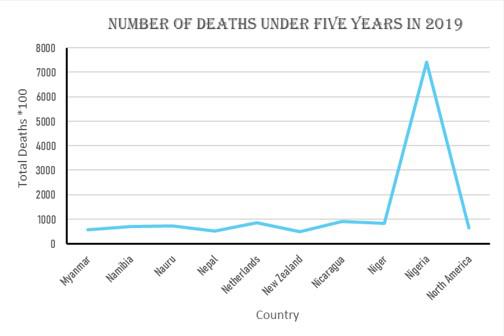 NUMBER OF DEATHS UNDER FIVE YEARS IN 2019
8000
7000
6000
5000
4000
3000
2000
1000
0
Total Deaths *100
Myanmar
Namibia
Nauru
Nepal
Netherlands
New Zealand
Nicaragua
Niger
Nigeria
North America
Country